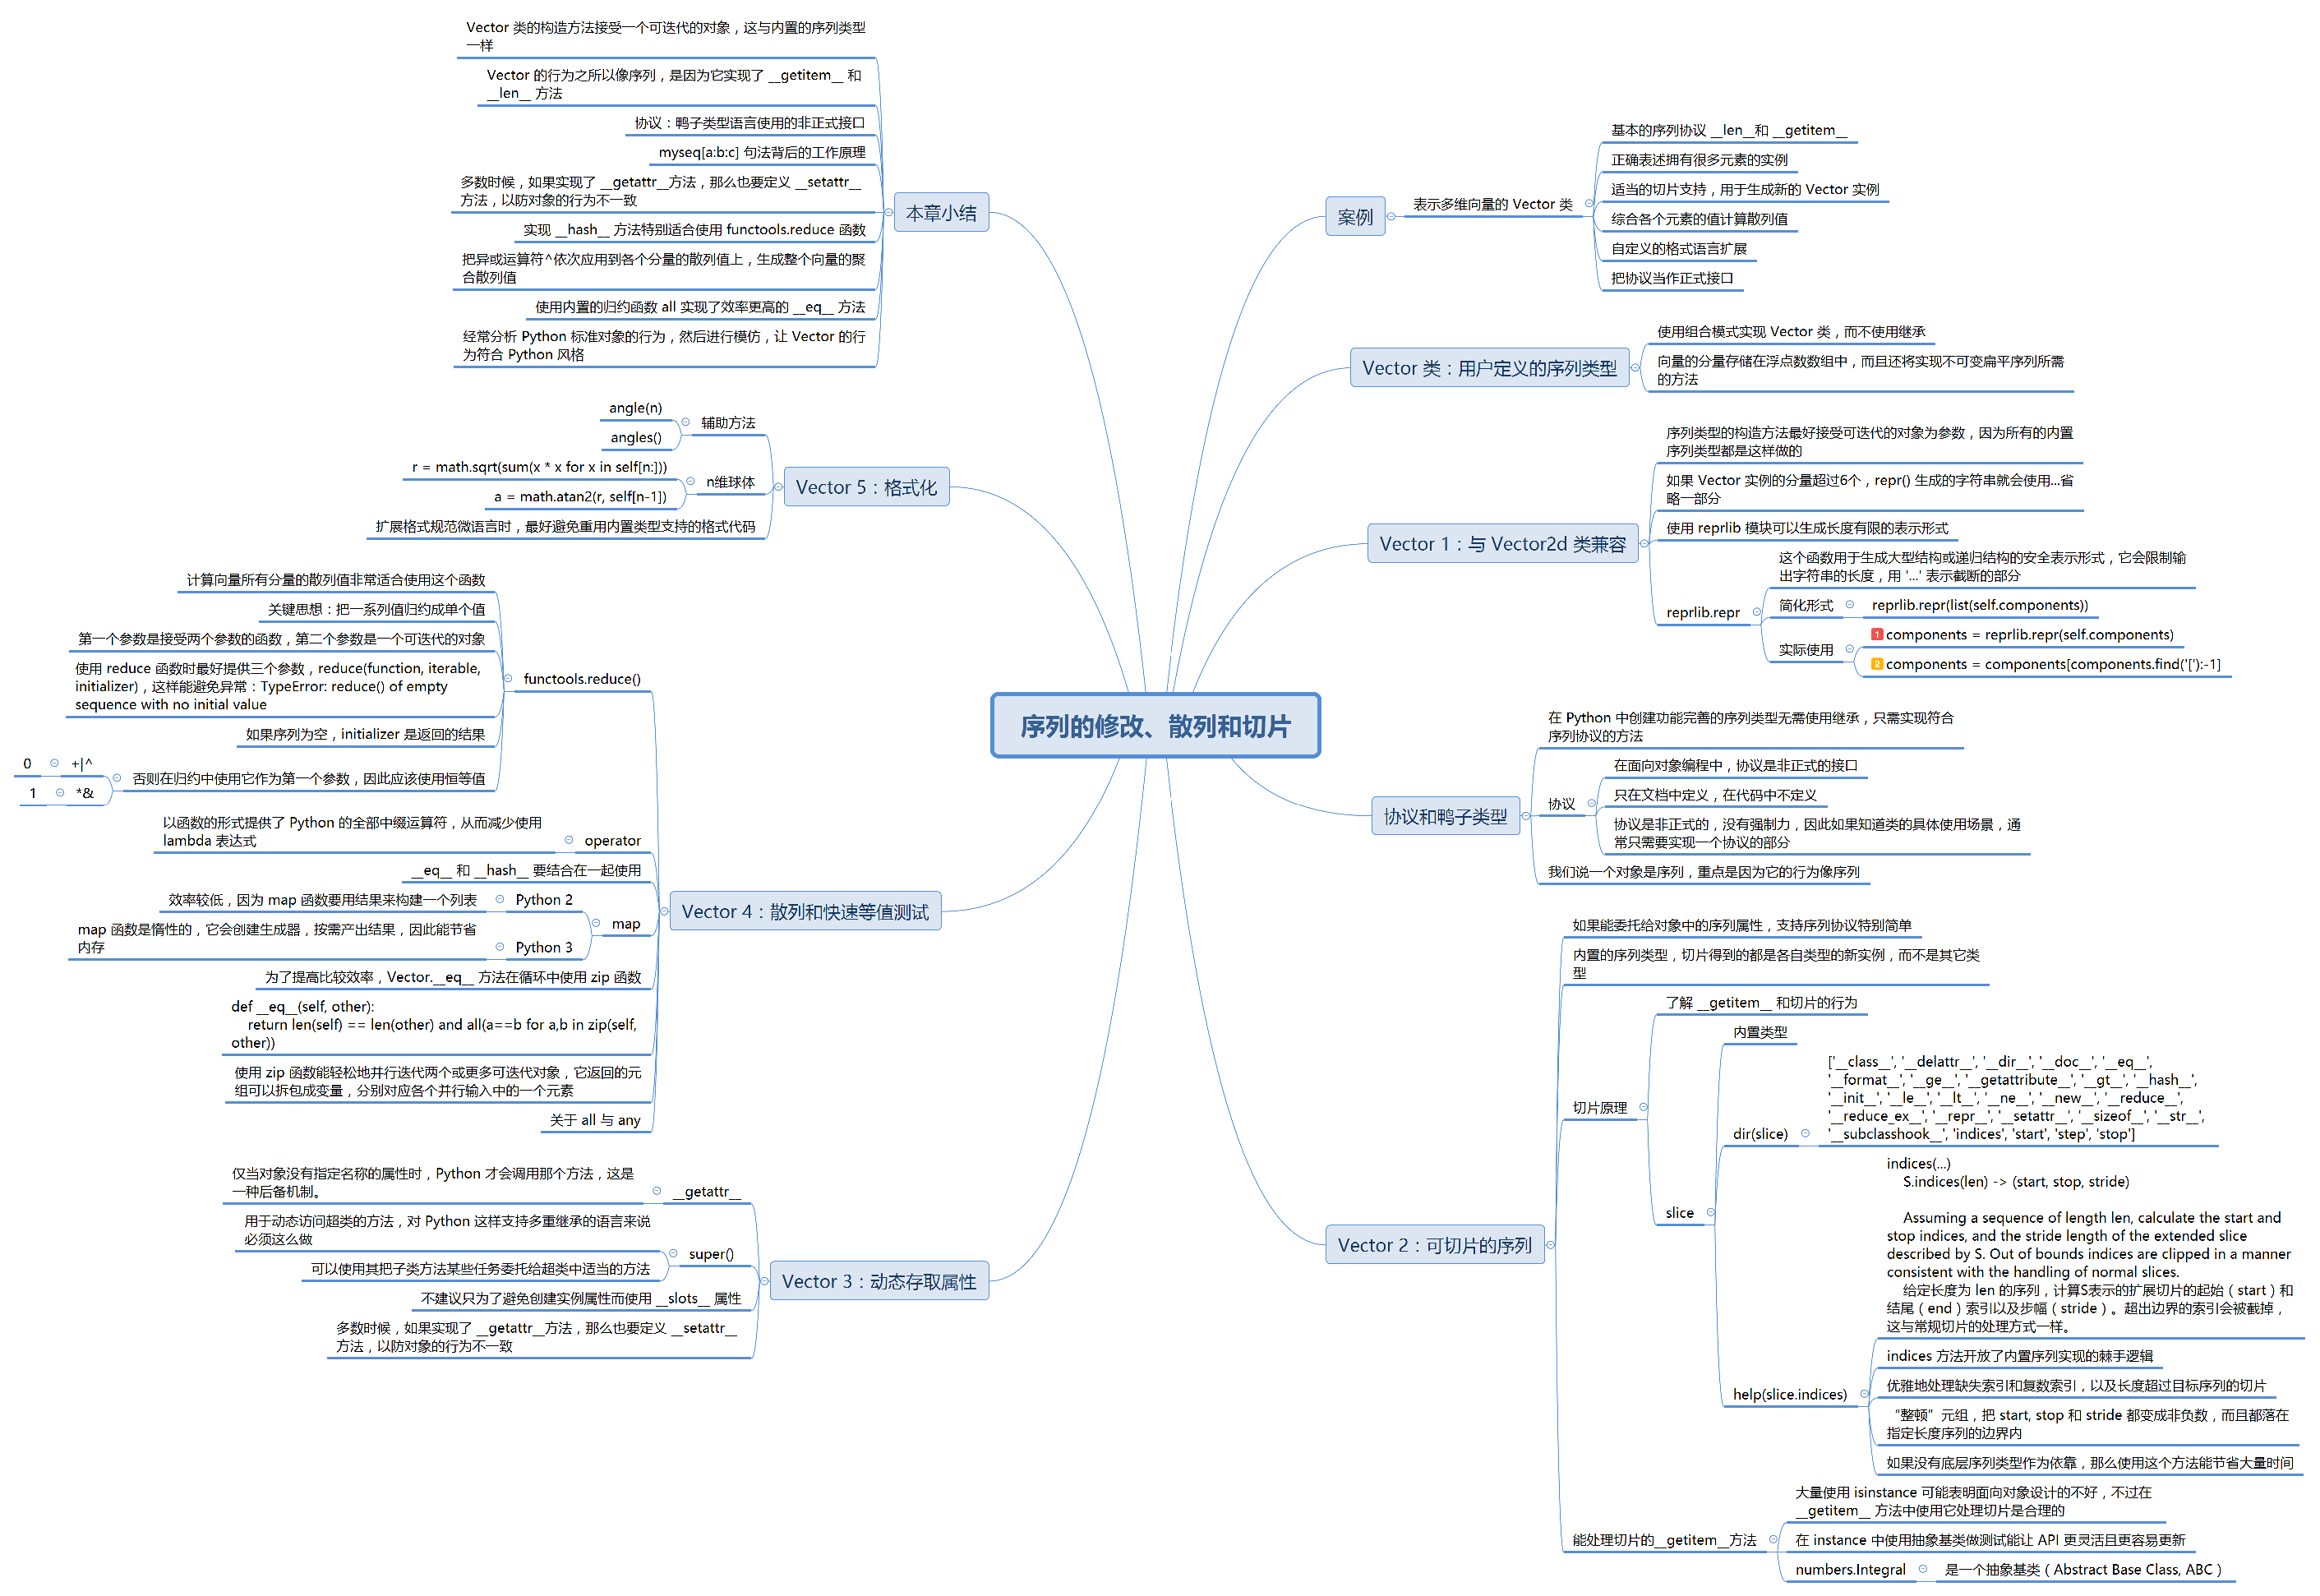 序列的修改、散列和切片
案例
表示多维向量的 Vector 类
基本的序列协议 __len__和 __getitem__
正确表述拥有很多元素的实例
适当的切片支持，用于生成新的 Vector 实例
综合各个元素的值计算散列值
自定义的格式语言扩展
把协议当作正式接口
Vector 类：用户定义的序列类型
使用组合模式实现 Vector 类，而不使用继承
向量的分量存储在浮点数数组中，而且还将实现不可变扁平序列所需
的方法
Vector 1：与 Vector2d 类兼容
序列类型的构造方法最好接受可迭代的对象为参数，因为所有的内置
序列类型都是这样做的
如果 Vector 实例的分量超过6个，repr() 生成的字符串就会使用...省
略一部分
使用 reprlib 模块可以生成长度有限的表示形式
reprlib.repr
这个函数用于生成大型结构或递归结构的安全表示形式，它会限制输
出字符串的长度，用 '...' 表示截断的部分
简化形式
reprlib.repr(list(self.components))
实际使用
1 components = reprlib.repr(self.components)
2 components = components[components.find('['):-1]
协议和鸭子类型
在 Python 中创建功能完善的序列类型无需使用继承，只需实现符合
序列协议的方法
协议
在面向对象编程中，协议是非正式的接口
只在文档中定义，在代码中不定义
协议是非正式的，没有强制力，因此如果知道类的具体使用场景，通
常只需要实现一个协议的部分
我们说一个对象是序列，重点是因为它的行为像序列
Vector 2：可切片的序列
如果能委托给对象中的序列属性，支持序列协议特别简单
内置的序列类型，切片得到的都是各自类型的新实例，而不是其它类
型
切片原理
了解 __getitem__ 和切片的行为
slice
内置类型
dir(slice)
['__class__', '__delattr__', '__dir__', '__doc__', '__eq__',
'__format__', '__ge__', '__getattribute__', '__gt__', '__hash__',
'__init__', '__le__', '__lt__', '__ne__', '__new__', '__reduce__',
'__reduce_ex__', '__repr__', '__setattr__', '__sizeof__', '__str__',
'__subclasshook__', 'indices', 'start', 'step', 'stop']
help(slice.indices)
indices(...)
S.indices(len) -> (start, stop, stride)
Assuming a sequence of length len, calculate the start and
stop indices, and the stride length of the extended slice
described by S. Out of bounds indices are clipped in a manner
consistent with the handling of normal slices.
给定长度为 len 的序列，计算S表示的扩展切片的起始（start）和
结尾（end）索引以及步幅（stride）。超出边界的索引会被截掉，
这与常规切片的处理方式一样。
indices 方法开放了内置序列实现的棘手逻辑
优雅地处理缺失索引和复数索引，以及长度超过目标序列的切片
“整顿”元组，把 start, stop 和 stride 都变成非负数，而且都落在
指定长度序列的边界内
如果没有底层序列类型作为依靠，那么使用这个方法能节省大量时间
能处理切片的__getitem__方法
大量使用 isinstance 可能表明面向对象设计的不好，不过在
__getitem__ 方法中使用它处理切片是合理的
在 instance 中使用抽象基类做测试能让 API 更灵活且更容易更新
numbers.Integral
是一个抽象基类（Abstract Base Class, ABC）
本章小结
Vector 类的构造方法接受一个可迭代的对象，这与内置的序列类型
一样
Vector 的行为之所以像序列，是因为它实现了 __getitem__ 和
__len__ 方法
协议：鸭子类型语言使用的非正式接口
myseq[a:b:c] 句法背后的工作原理
多数时候，如果实现了 __getattr__方法，那么也要定义 __setattr__
方法，以防对象的行为不一致
实现 __hash__ 方法特别适合使用 functools.reduce 函数
把异或运算符^依次应用到各个分量的散列值上，生成整个向量的聚
合散列值
使用内置的归约函数 all 实现了效率更高的 __eq__ 方法
经常分析 Python 标准对象的行为，然后进行模仿，让 Vector 的行
为符合 Python 风格
Vector 5：格式化
辅助方法
angle(n)
angles()
n维球体
r = math.sqrt(sum(x * x for x in self[n:]))
a = math.atan2(r, self[n-1])
扩展格式规范微语言时，最好避免重用内置类型支持的格式代码
Vector 4：散列和快速等值测试
functools.reduce()
计算向量所有分量的散列值非常适合使用这个函数
关键思想：把一系列值归约成单个值
第一个参数是接受两个参数的函数，第二个参数是一个可迭代的对象
使用 reduce 函数时最好提供三个参数，reduce(function, iterable,
initializer)，这样能避免异常：TypeError: reduce() of empty
sequence with no initial value
如果序列为空，initializer 是返回的结果
否则在归约中使用它作为第一个参数，因此应该使用恒等值
+|^
0
*&
1
operator
以函数的形式提供了 Python 的全部中缀运算符，从而减少使用
lambda 表达式
__eq__ 和 __hash__ 要结合在一起使用
map
Python 2
效率较低，因为 map 函数要用结果来构建一个列表
Python 3
map 函数是惰性的，它会创建生成器，按需产出结果，因此能节省
内存
为了提高比较效率，Vector.__eq__ 方法在循环中使用 zip 函数
def __eq__(self, other):
return len(self) == len(other) and all(a==b for a,b in zip(self,
other))
使用 zip 函数能轻松地并行迭代两个或更多可迭代对象，它返回的元
组可以拆包成变量，分别对应各个并行输入中的一个元素
关于 all 与 any
Vector 3：动态存取属性
__getattr__
仅当对象没有指定名称的属性时，Python 才会调用那个方法，这是
一种后备机制。
super()
用于动态访问超类的方法，对 Python 这样支持多重继承的语言来说
必须这么做
可以使用其把子类方法某些任务委托给超类中适当的方法
不建议只为了避免创建实例属性而使用 __slots__ 属性
多数时候，如果实现了 __getattr__方法，那么也要定义 __setattr__
方法，以防对象的行为不一致